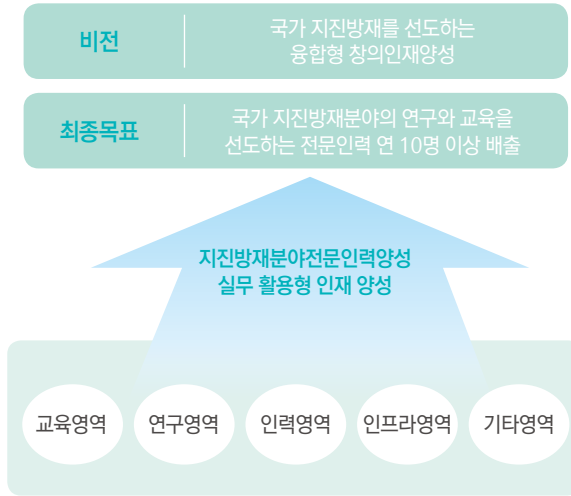 비전
국가 지진방재를 선도하는
융합형 창의인재양성
최종목표
국가 지진방재분야의 연구와 교육을
선도하는 전문인력 연 10명 이상 배출
지진방재분야전문인력양성
실무 활용형 인재 양성
교육영역
연구영역
인력영역
인프라영역
기타영역